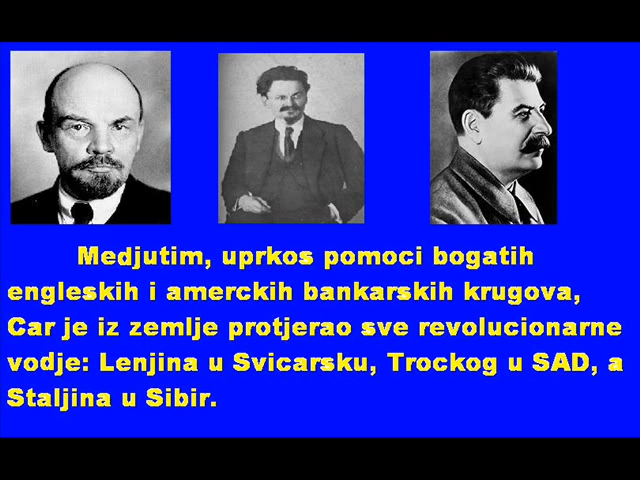 Medjutim, uprkos pomoci bogatih
engleskih i amerckih bankarskih krugova,
Car je iz zemlje protjerao sve revolucionarne
vodje: Lenjina u Svicarsku, Trockog u SAD, a
Staljina u Sibir.